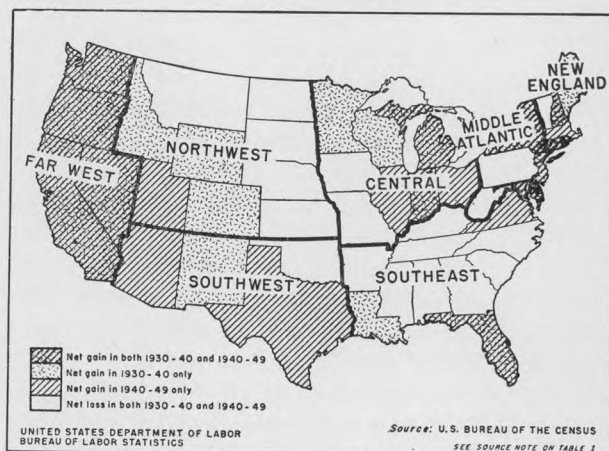 NEW
ENGLAND
MIDDLE
ATLANTIC
NORTHWEST
FAR WEST
CENTRAL
SOUTHWEST
SOUTHEAST
Net gain in both 1930-40 and 1940-49
Net gain in 1930-40 only
Net gain in 1940-49 only
Net loss in both 1930-40 and 1940-49
UNITED STATES DEPARTMENT OF LABOR
BUREAU OF LABOR STATISTICS
Source: U.S. BUREAU OF THE CENSUS
SEE SOURCE NOTE ON TABLE 1